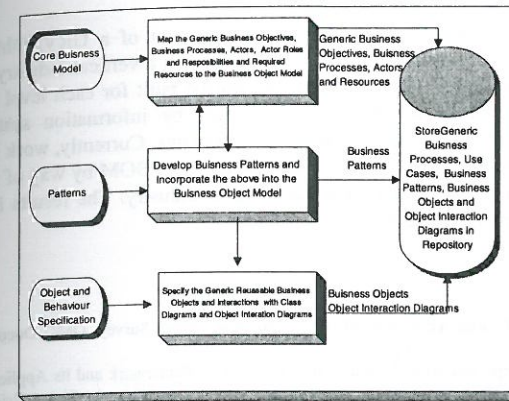 Core Buisness
Model
Map the Generic Buisness Objectives,
Business Processes, Actors, Actor Roles
and Resposibilities and Required
Resources to the Business Object Model
Generic Business
Objectives, Buisness
Processes, Actors
and Resources
Patterns
Develop Buisness Patterns and
Incorporate the above into the
Buisness Object Model
Business
Patterns
StoreGeneric
Buisness
Processes, Use
Cases, Business
Patterns, Business
Objects and
Object Interaction
Diagrams in
Repository
Object and
Behaviour
Specification
Specify the Generic Reusable Business
Objects and Interactions with Class
Diagrams and Object Interation Diagrams
Buisness Objects
Object Interaction Diagrams